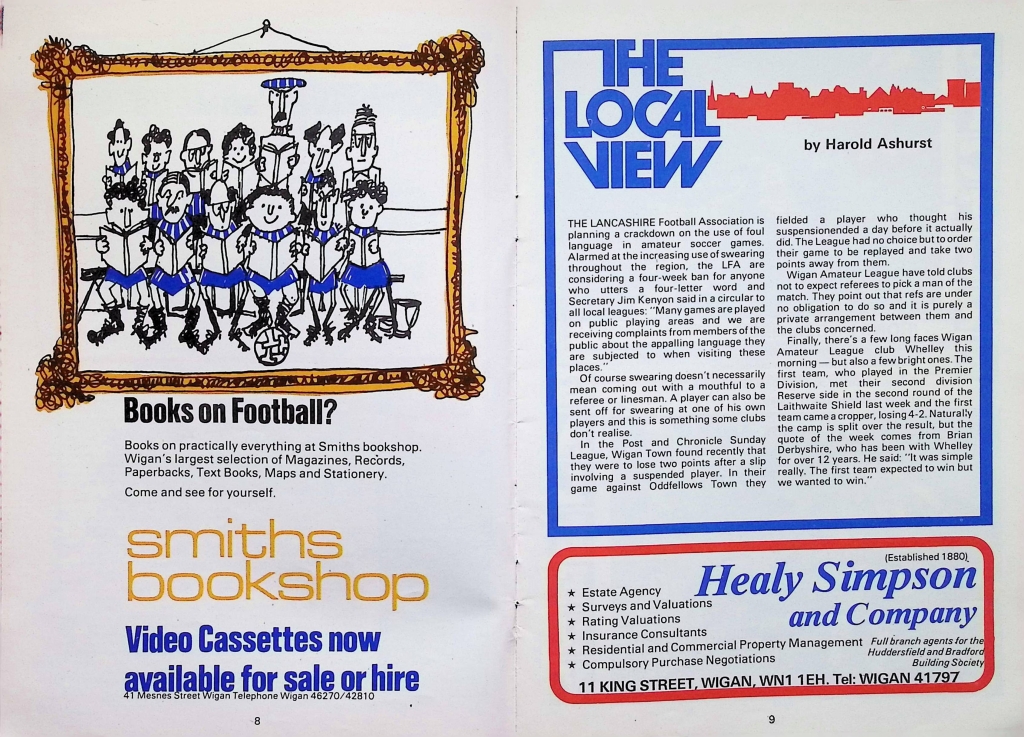 Books on Football?
Books on practically everything at Smiths bookshop.
Wigan's largest selection of Magazines, Records,
Paperbacks, Text Books, Maps and Stationery.
Come and see for yourself.
smiths
bookshop
Video Cassettes now
available for sale or hire
41 Mesnes Street Wigan Telephone Wigan 46270/42810
8
THE
LOCAL
VIEW
by Harold Ashurst
THE LANCASHIRE Football Association is
planning a crackdown on the use of foul
language in amateur soccer games.
Alarmed at the increasing use of swearing
throughout the region, the LFA are
considering a four-week ban for anyone
who utters a four-letter word and
Secretary Jim Kenyon said in a circular to
all local leagues: "Many games are played
on public playing areas and we are
receiving complaints from members of the
public about the appalling language they
are subjected to when visiting these
places."
Of course swearing doesn't necessarily
mean coming out with a mouthful to a
referee or linesman. A player can also be
sent off for swearing at one of his own
players and this is something some clubs
don't realise.
In the Post and Chronicle Sunday
League, Wigan Town found recently that
they were to lose two points after a slip
involving a suspended player. In their
game against Oddfellows Town they
fielded a player who thought his
suspensionended a day before it actually
did. The League had no choice but to order
their game to be replayed and take two
points away from them.
Wigan Amateur League have told clubs
not to expect referees to pick a man of the
match. They point out that refs are under
no obligation to do so and it is purely a
private arrangement between them and
the clubs concerned.
Finally, there's a few long faces Wigan
Amateur League club Whelley this
morning — but also a few bright ones. The
first team, who played in the Premier
Division, met their second division
Reserve side in the second round of the
Laithwaite Shield last week and the first
team came a cropper, losing 4-2. Naturally
the camp is split over the result, but the
quote of the week comes from Brian
Derbyshire, who has been with Whelley
for over 12 years. He said: "It was simple
really. The first team expected to win but
we wanted to win."
(Established 1880)
Healy Simpson
and Company
★ Estate Agency
★ Surveys and Valuations
★ Rating Valuations
★ Insurance Consultants
★ Residential and Commercial Property Management
★ Compulsory Purchase Negotiations
Full branch agents for the
Huddersfield and Bradford
Building Society
11 KING STREET, WIGAN, WN1 1EH. Tel: WIGAN 41797
9